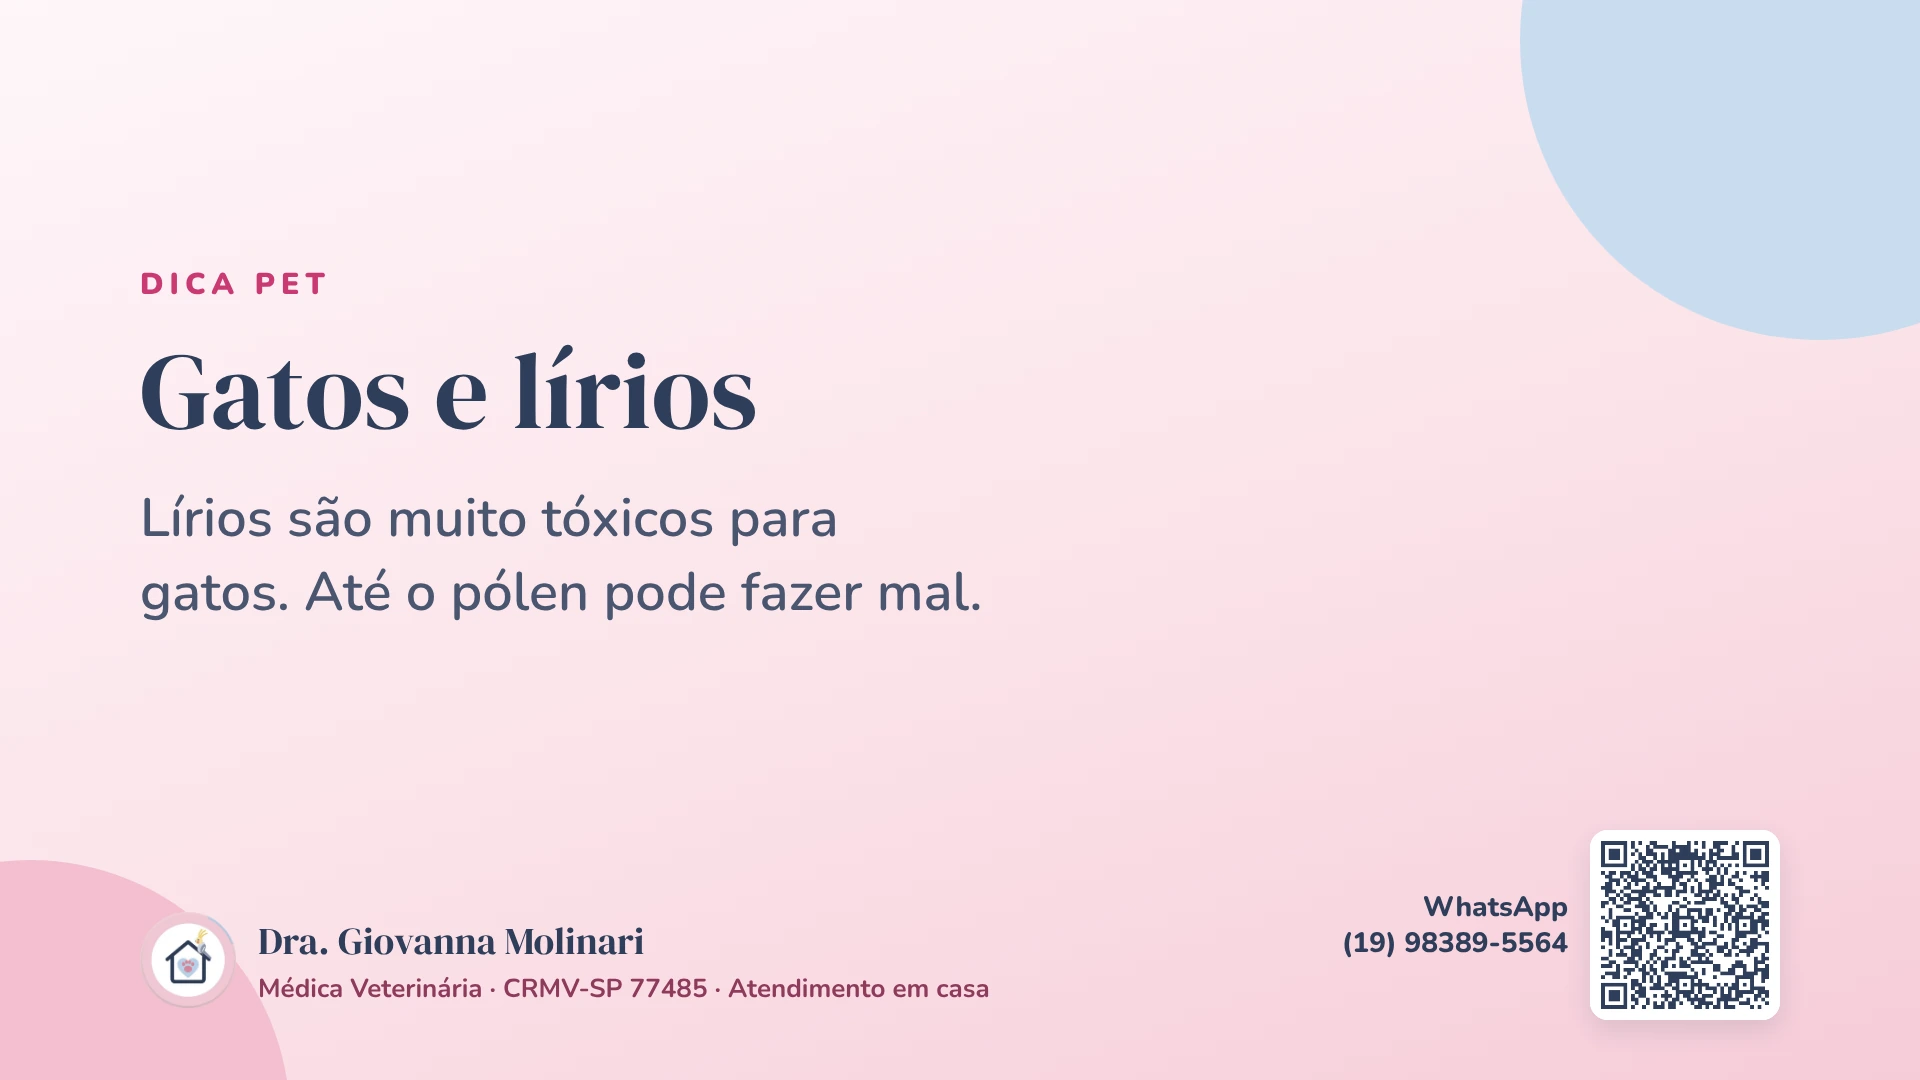 DICA PET
Gatos e lírios
Lírios são muito tóxicos para
gatos. Até o pólen pode fazer mal.
Dra. Giovanna Molinari
Médica Veterinária · CRMV-SP 77485 · Atendimento em casa
WhatsApp
(19) 98389-5564